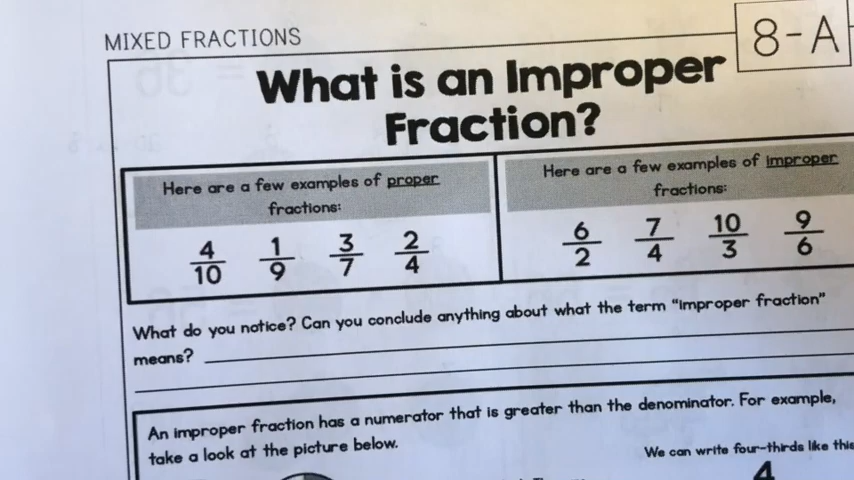 MIXED FRACTIONS
8-A
What is an Improper
Fraction?
Here are a few examples of proper
fractions:
4/10 1/9 3/7 2/4
Here are a few examples of improper
fractions:
6/2 7/4 10/3 9/6
What do you notice? Can you conclude anything about what the term "improper fraction"
means?
An improper fraction has a numerator that is greater than the denominator. For example,
take a look at the picture below.
We can write four-thirds like this
4